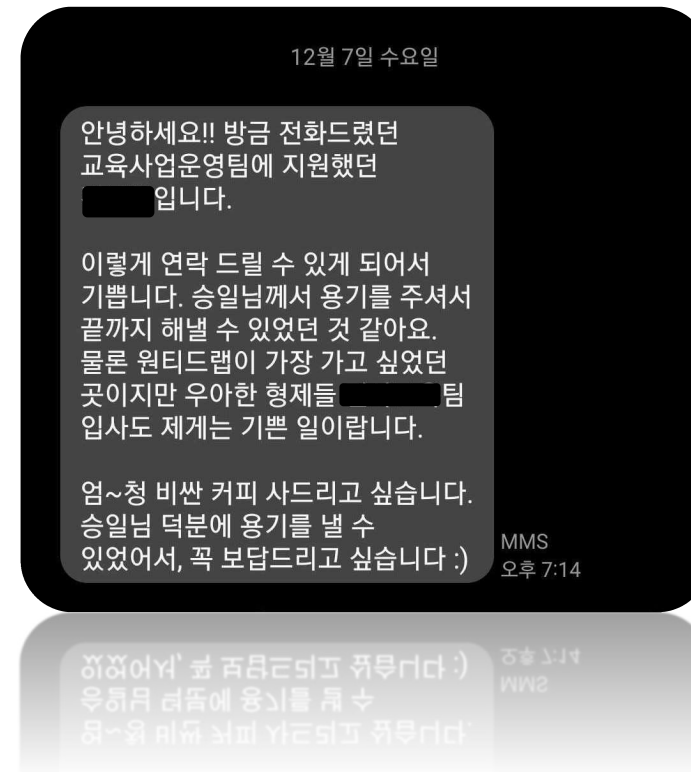 12월 7일 수요일
안녕하세요!! 방금 전화드렸던
교육사업운영팀에 지원했던
입니다.
이렇게 연락 드릴 수 있게 되어서
기쁩니다. 승일님께서 용기를 주셔서
끝까지 해낼 수 있었던 것 같아요.
물론 원티드랩이 가장 가고 싶었던
곳이지만 우아한 형제들 팀
입사도 제게는 기쁜 일이랍니다.
엄~청 비싼 커피 사드리고 싶습니다.
승일님 덕분에 용기를 낼 수
있었어서, 꼭 보답드리고 싶습니다 :)
MMS
오후 7:14